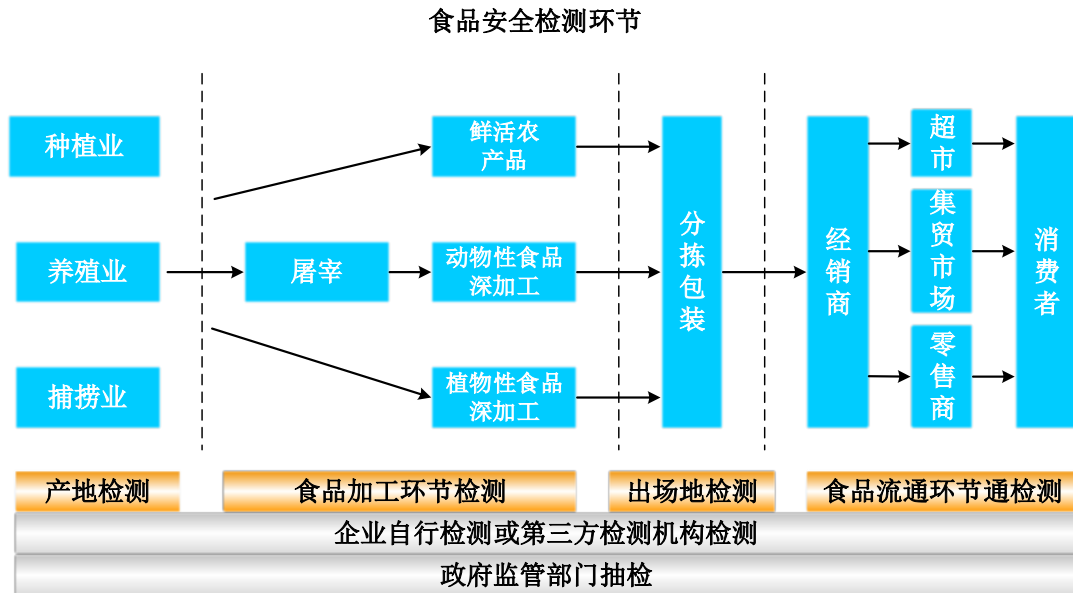 食品安全检测环节
种植业
养殖业
捕捞业
屠宰
鲜活农
产品
动物性食品
深加工
植物性食品
深加工
分拣包装
经销商
超市
集贸市场
零售商
消费者
产地检测
食品加工环节检测
出场地检测
食品流通环节通检测
企业自行检测或第三方检测机构检测
政府监管部门抽检